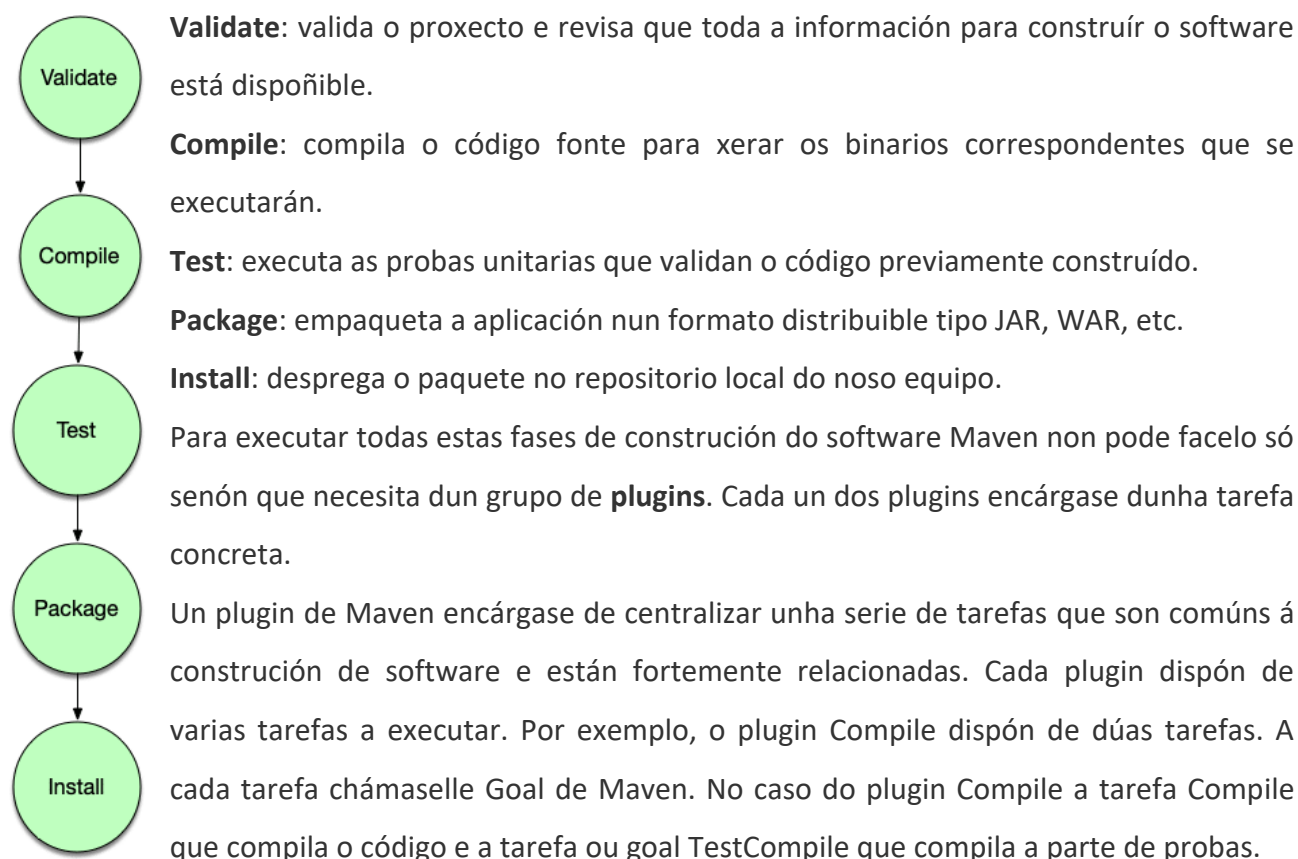 Validate
Compile
Test
Package
Install
Validate: valida o proxecto e revisa que toda a información para construír o software
está dispoñible.
Compile: compila o código fonte para xerar os binarios correspondentes que se
executarán.
Test: executa as probas unitarias que validan o código previamente construído.
Package: empaqueta a aplicación nun formato distribuible tipo JAR, WAR, etc.
Install: desprega o paquete no repositorio local do noso equipo.
Para executar todas estas fases de construción do software Maven non pode facelo só
senón que necesita dun grupo de plugins. Cada un dos plugins encárgase dunha tarefa
concreta.
Un plugin de Maven encárgase de centralizar unha serie de tarefas que son comúns á
construción de software e están fortemente relacionadas. Cada plugin dispón de
varias tarefas a executar. Por exemplo, o plugin Compile dispón de dúas tarefas. A
cada tarefa chámaselle Goal de Maven. No caso do plugin Compile a tarefa Compile
que compila o código e a tarefa ou goal TestCompile que compila a parte de probas.